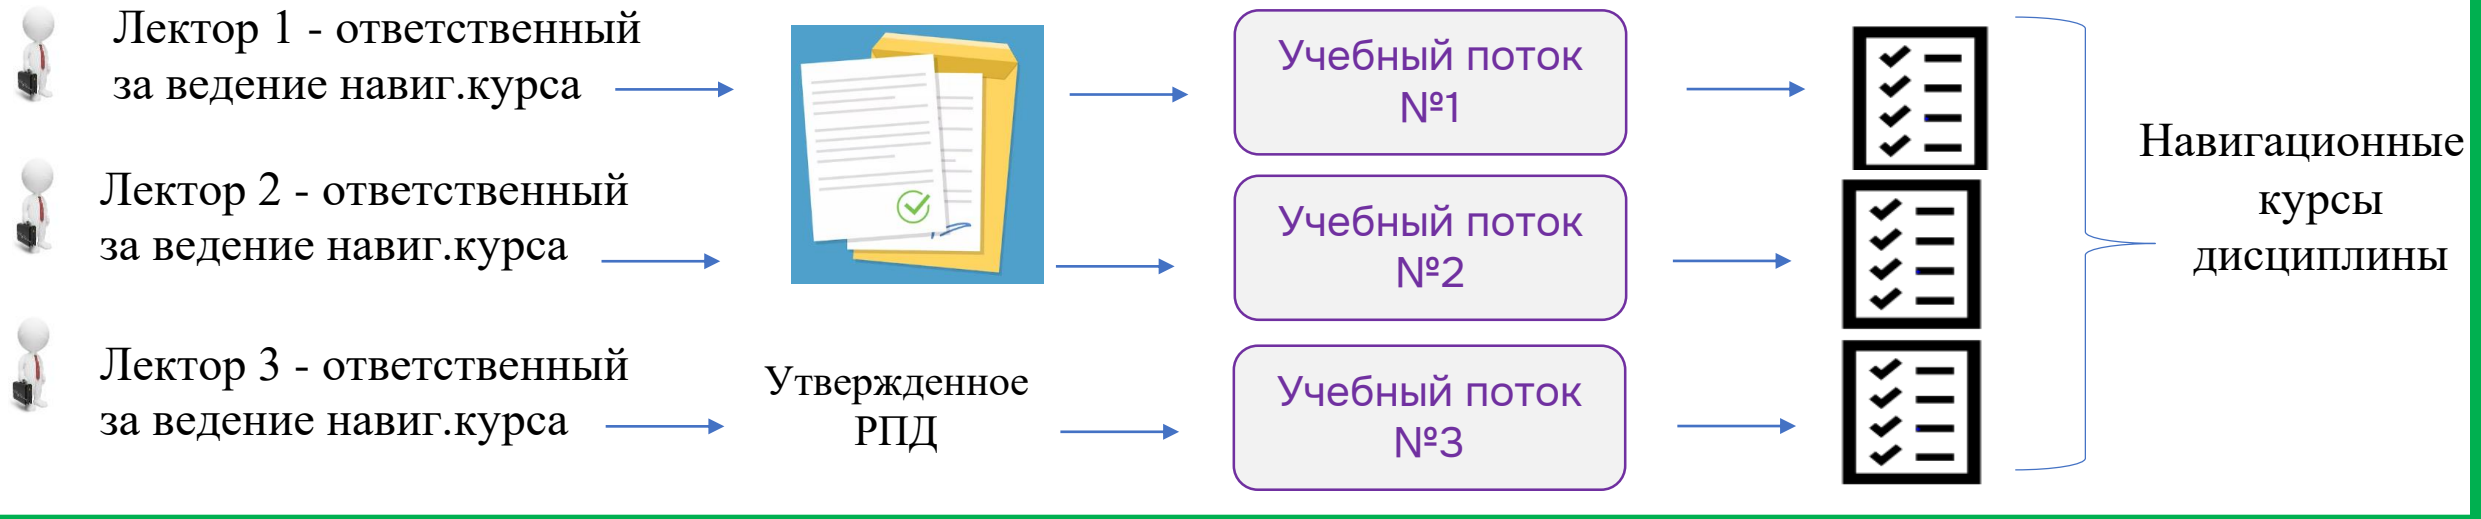 Лектор 1 - ответственный
за ведение навиг.курса
Лектор 2 - ответственный
за ведение навиг.курса
Лектор 3 - ответственный
за ведение навиг.курса
Утвержденное
РПД
Учебный поток
№1
Учебный поток
№2
Учебный поток
№3
Навигационные
курсы
дисциплины